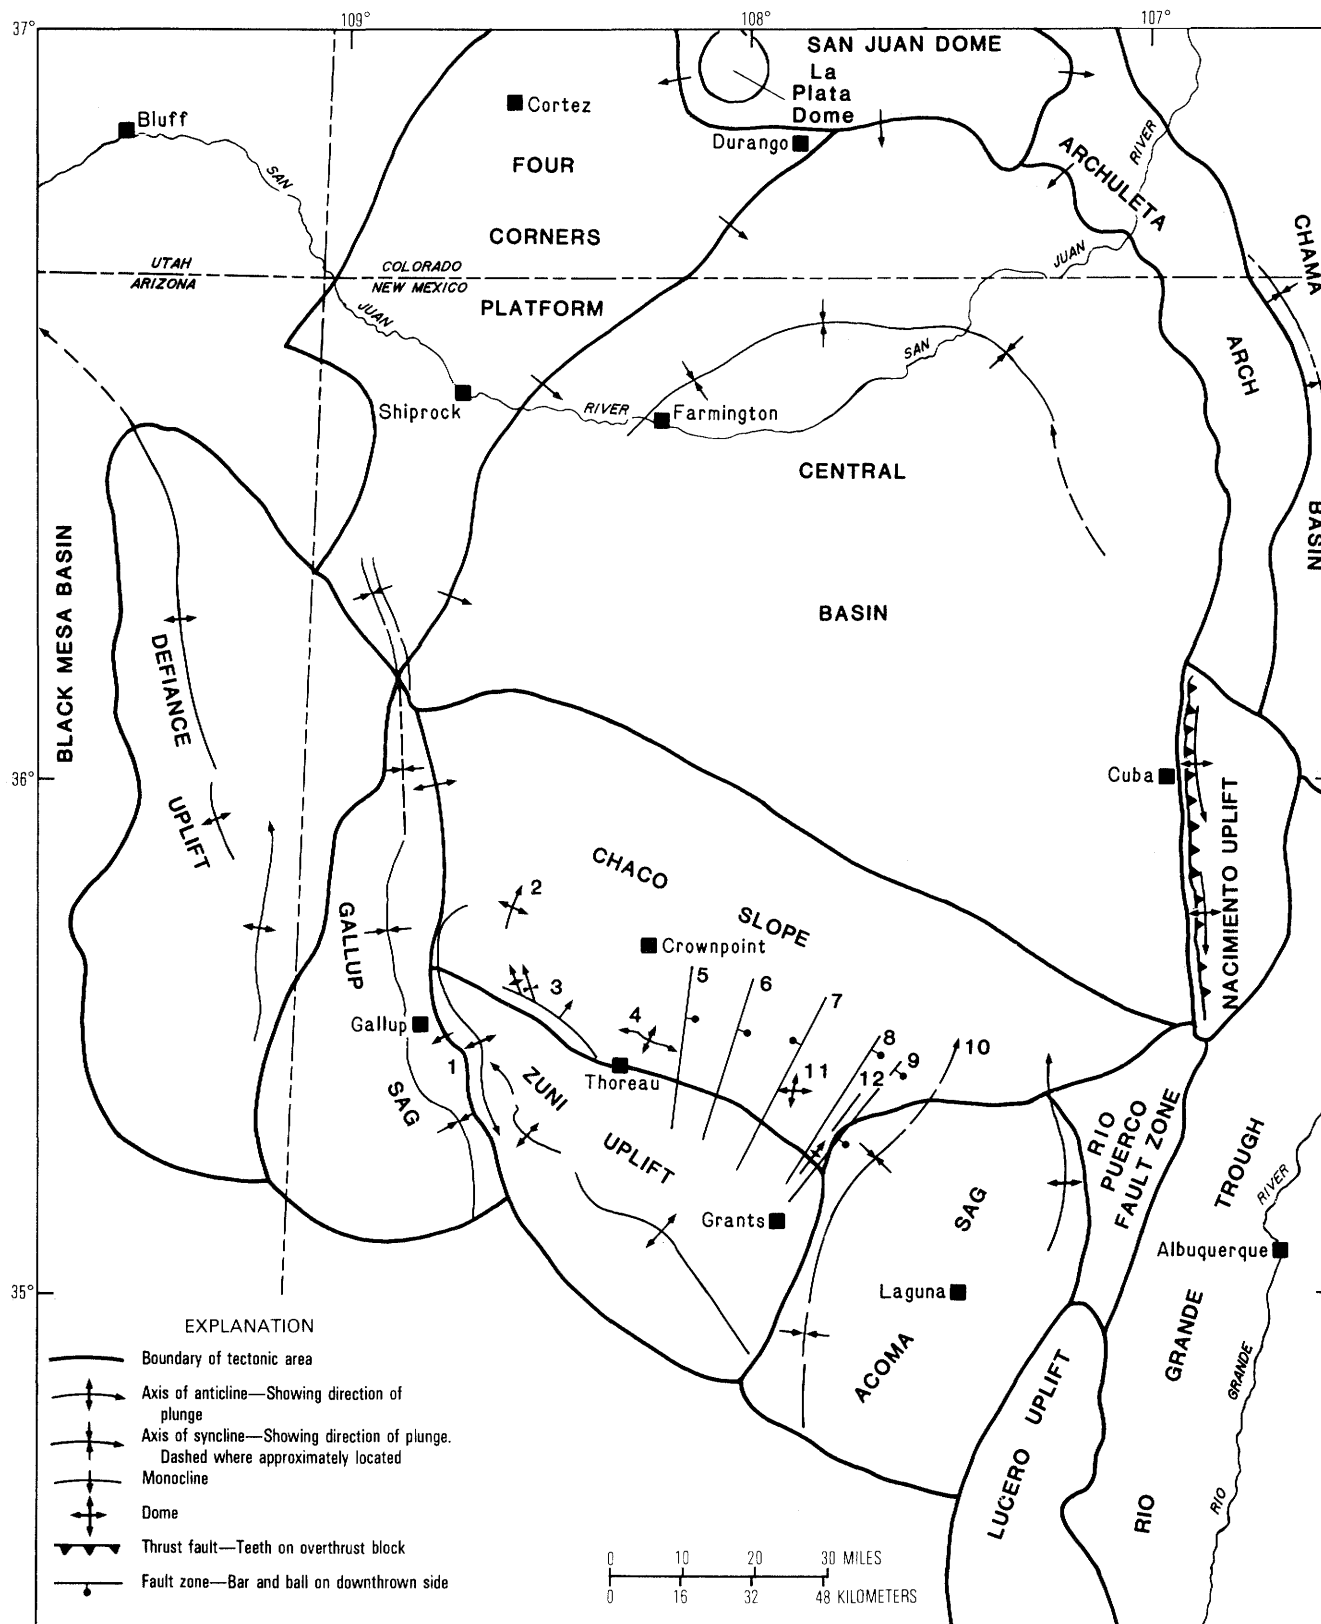 37°
109°
108°
107°
SAN JUAN DOME
La
Plata
Dome
Bluff
Cortez
Durango
RIVER
ARCHULETA
FOUR
SAN
CORNERS
CHAMA
UTAH
ARIZONA
COLORADO
NEW MEXICO
JUAN
PLATFORM
JUAN
SAN
ARCH
Shiprock
RIVER
Farmington
CENTRAL
BASIN
BLACK MESA BASIN
BASIN
DEFIANCE
UPLIFT
36°
Cuba
NACIMIENTO UPLIFT
CHACO
SLOPE
2
GALLUP
SAG
Crownpoint
3
4
5
6
7
8
9
10
11
12
Gallup
1
Thoreau
ZUNI
UPLIFT
RIO
PUERCO
FAULT ZONE
TROUGH
RIVER
Grants
SAG
Albuquerque
35°
Laguna
ACOMA
GRANDE
GRANDE
LUCERO UPLIFT
RIO
RIO
EXPLANATION
Boundary of tectonic area
Axis of anticline—Showing direction of
plunge
Axis of syncline—Showing direction of plunge.
Dashed where approximately located
Monocline
Dome
Thrust fault—Teeth on overthrust block
Fault zone—Bar and ball on downthrown side
0 10 20 30 MILES
0 16 32 48 KILOMETERS